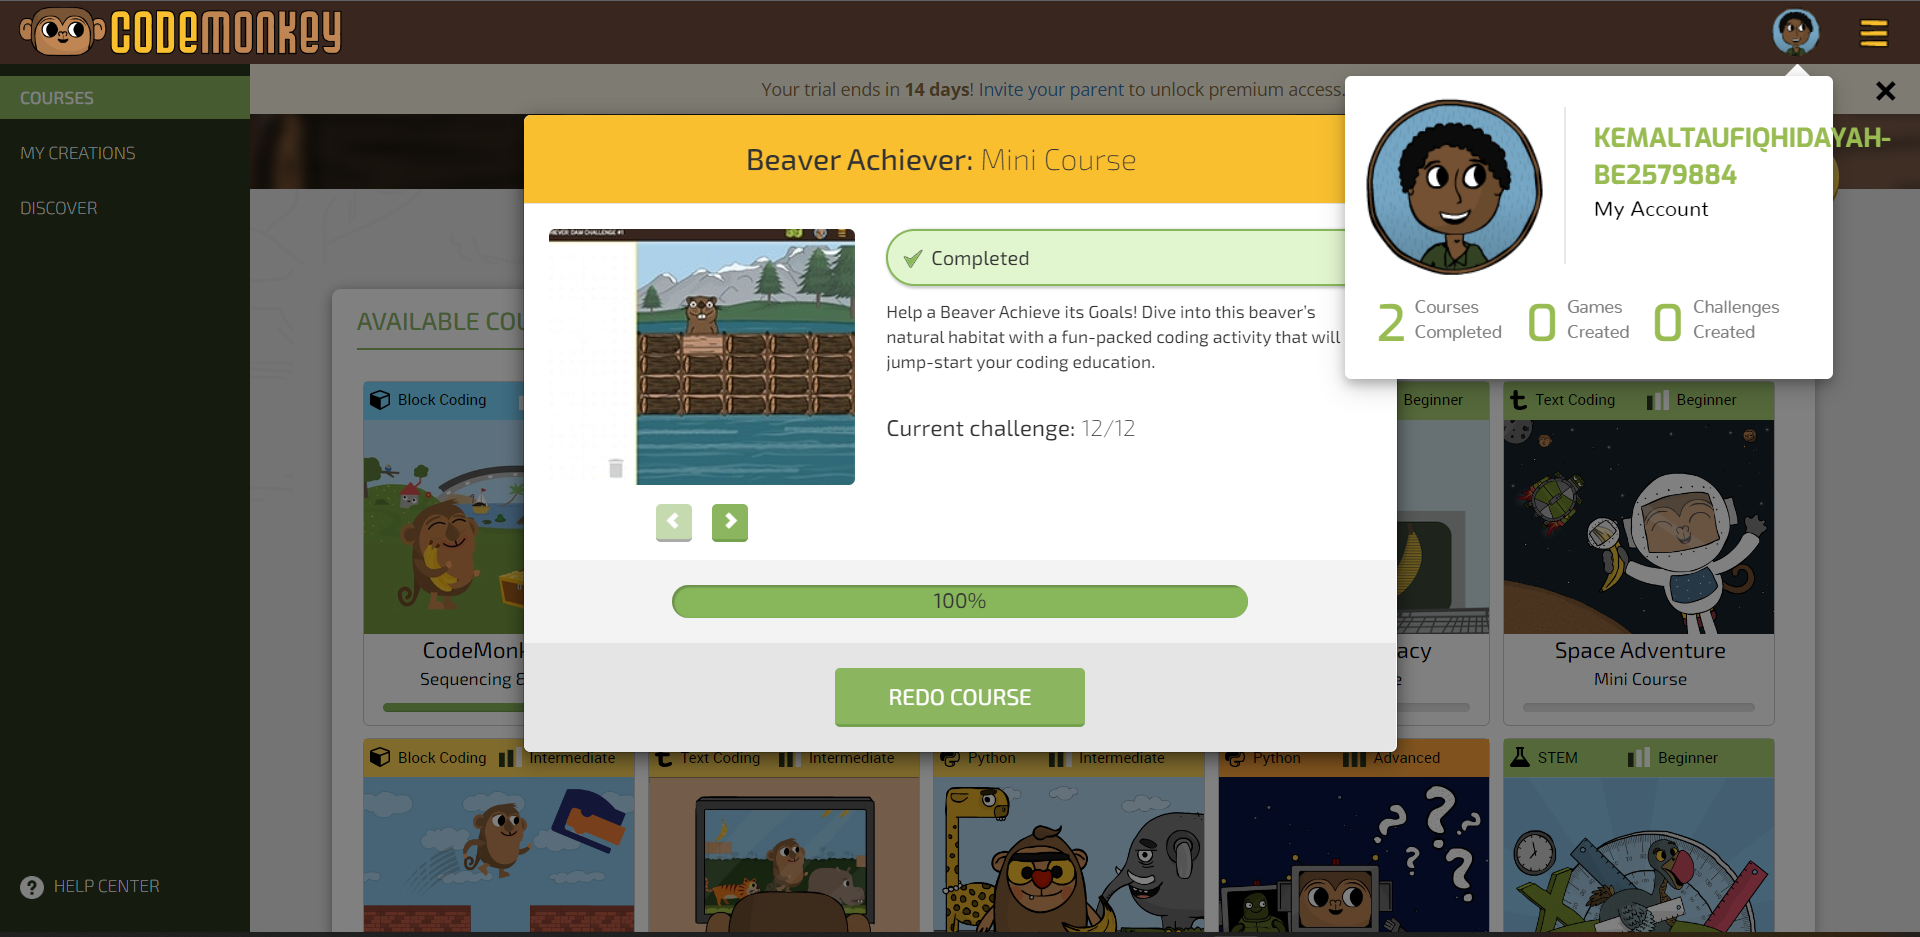 CODEMONKEY
COURSES
MY CREATIONS
DISCOVER
HELP CENTER
Your trial ends in 14 days! Invite your parent to unlock premium access.
KEMALTAUFIQHIDAYAH-
BE2579884
My Account
2 Courses Completed
0 Games Created
0 Challenges Created
Beaver Achiever: Mini Course
DAM CHALLENGE #1
Completed
Help a Beaver Achieve its Goals! Dive into this beaver's
natural habitat with a fun-packed coding activity that will
jump-start your coding education.
Current challenge: 12/12
100%
REDO COURSE
AVAILABLE COU
Block Coding
Beginner
Text Coding Beginner
CodeMonk
Sequencing &
acy
Space Adventure
Mini Course
Block Coding Intermediate
Text Coding Intermediate
Python Intermediate
Python Advanced
STEM Beginner